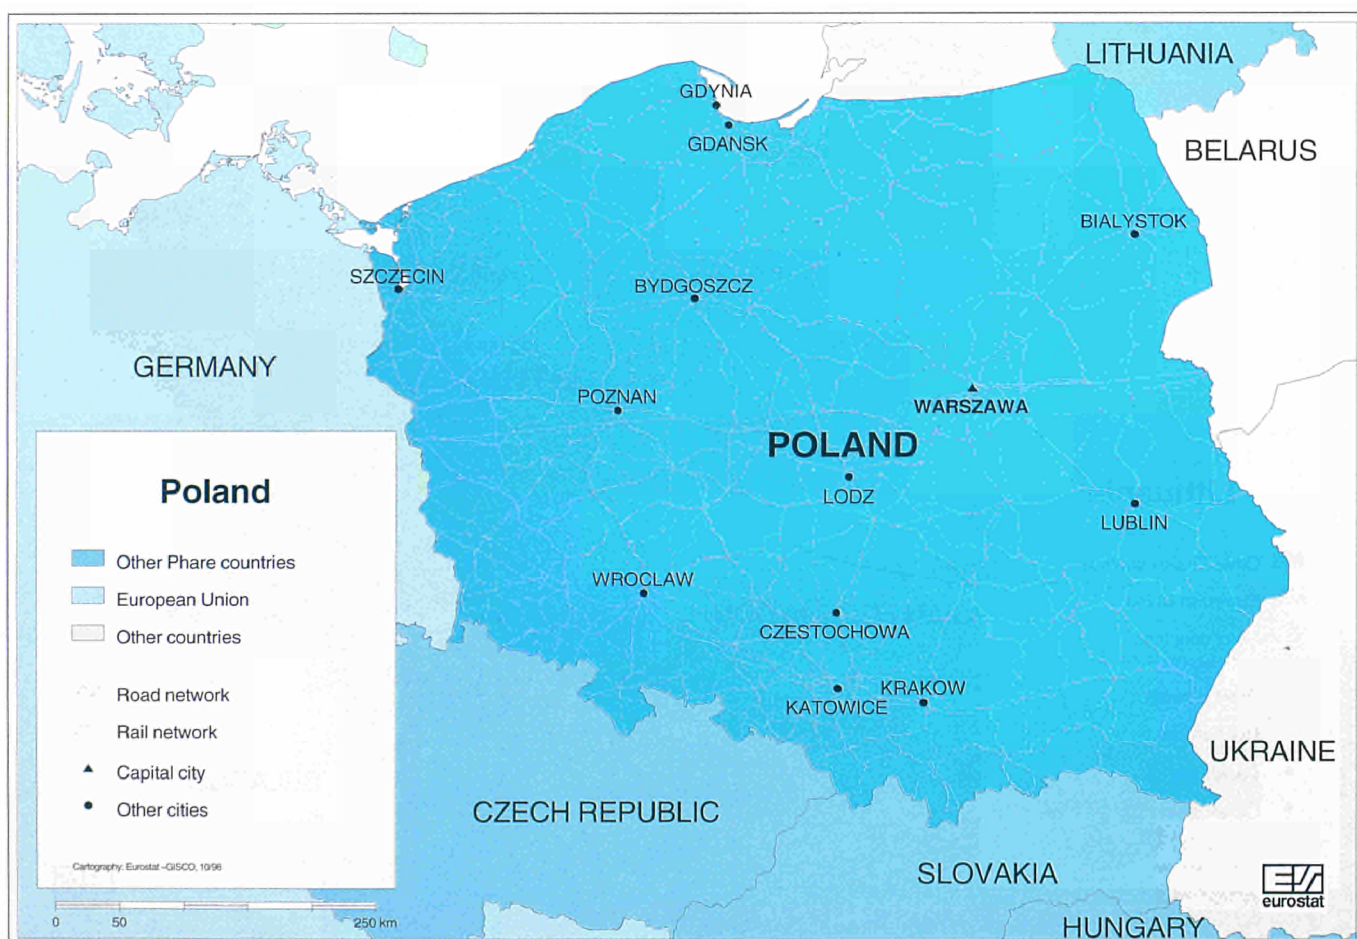 LITHUANIA
GDYNIA
GDANSK
BELARUS
BIALYSTOK
SZCZECIN
BYDGOSZCZ
GERMANY
POZNAN
WARSZAWA
POLAND
LODZ
LUBLIN
WROCLAW
CZESTOCHOWA
KRAKOW
KATOWICE
UKRAINE
CZECH REPUBLIC
SLOVAKIA
HUNGARY
Poland
Other Phare countries
European Union
Other countries
Road network
Rail network
Capital city
Other cities
Cartography: Eurostat –GISCO, 10/96
0 50 250 km
eurostat